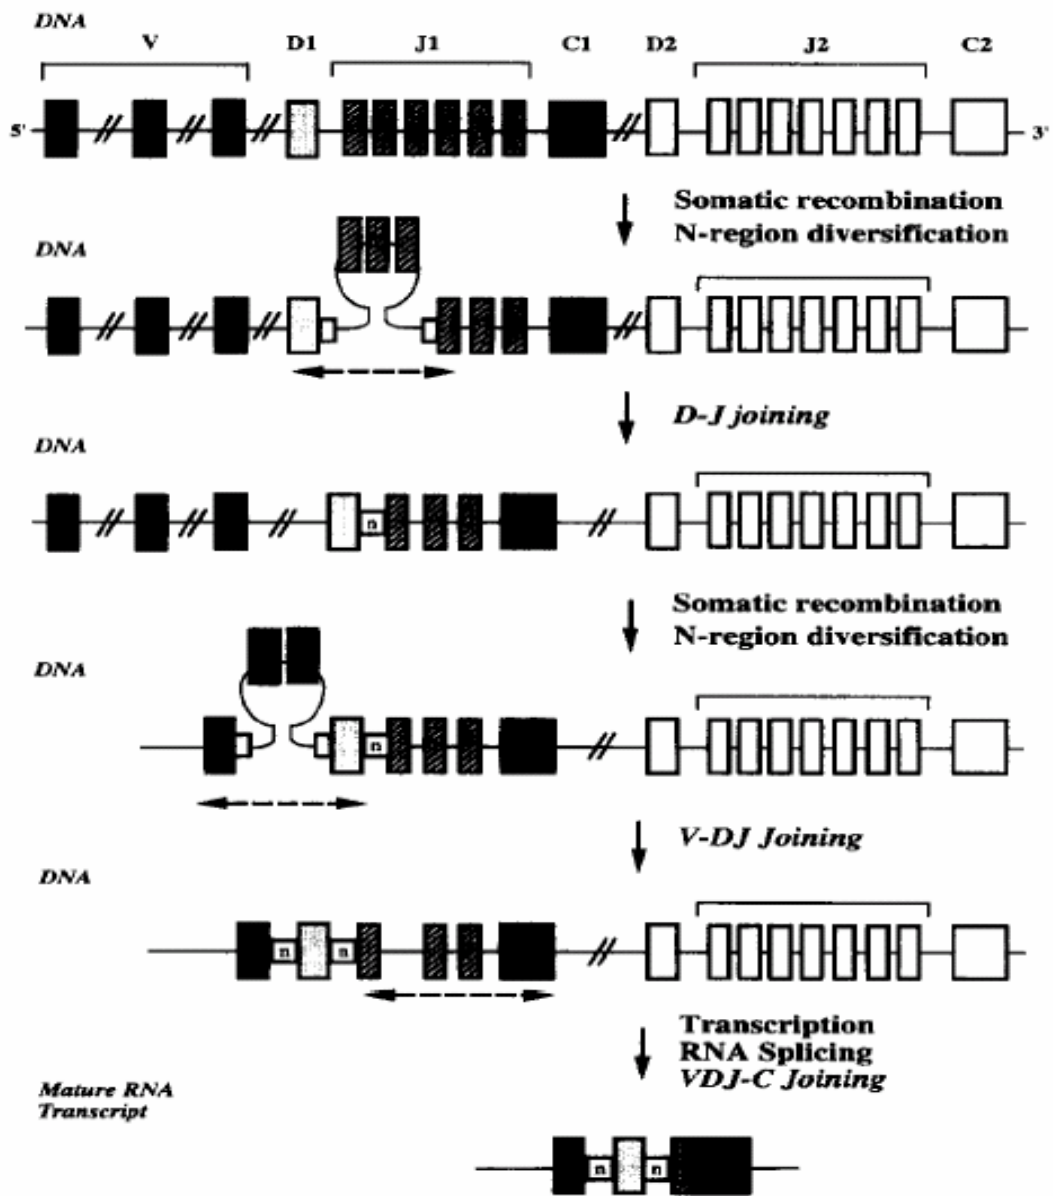 DNA
V D1 J1 C1 D2 J2 C2
5' 3'
Somatic recombination
N-region diversification
DNA
D-J joining
DNA
n
Somatic recombination
N-region diversification
DNA
n
V-DJ Joining
DNA
n n
Transcription
RNA Splicing
VDJ-C Joining
Mature RNA
Transcript
n n